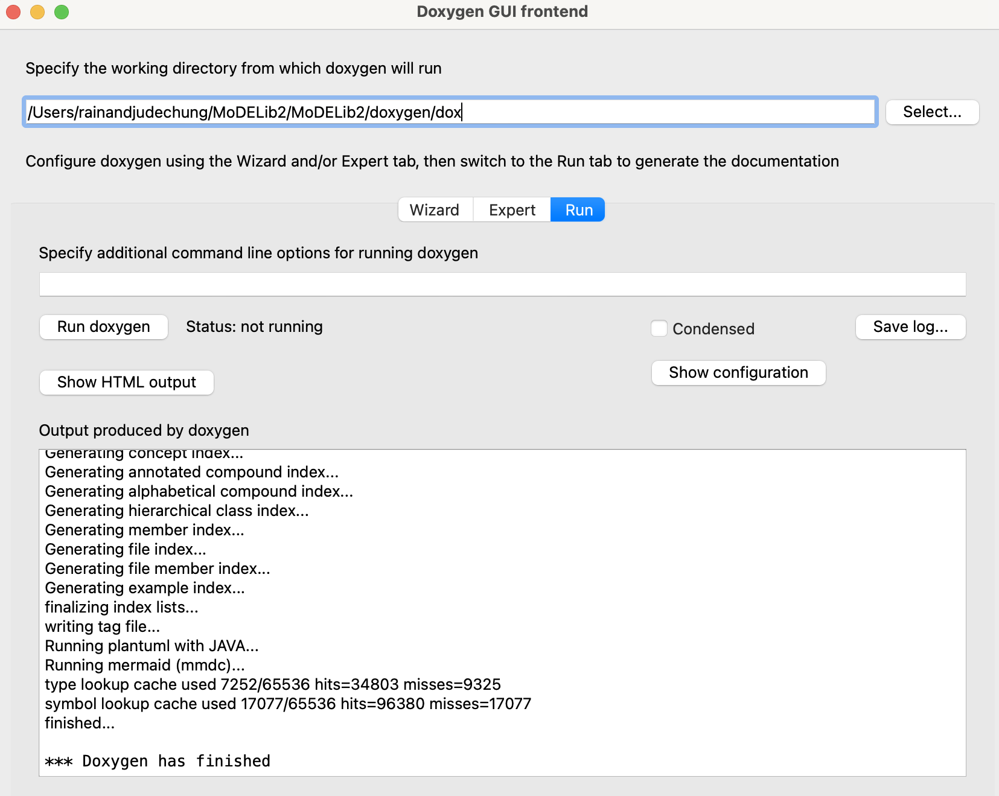 Doxygen GUI frontend
Specify the working directory from which doxygen will run
/Users/rainandjudechung/MoDELib2/MoDELib2/doxygen/dox
Select...
Configure doxygen using the Wizard and/or Expert tab, then switch to the Run tab to generate the documentation
Wizard Expert Run
Specify additional command line options for running doxygen
Run doxygen Status: not running Condensed Save log...
Show HTML output Show configuration
Output produced by doxygen
Generating concept index...
Generating annotated compound index...
Generating alphabetical compound index...
Generating hierarchical class index...
Generating member index...
Generating file index...
Generating file member index...
Generating example index...
finalizing index lists...
writing tag file...
Running plantuml with JAVA...
Running mermaid (mmdc)...
type lookup cache used 7252/65536 hits=34803 misses=9325
symbol lookup cache used 17077/65536 hits=96380 misses=17077
finished...
*** Doxygen has finished